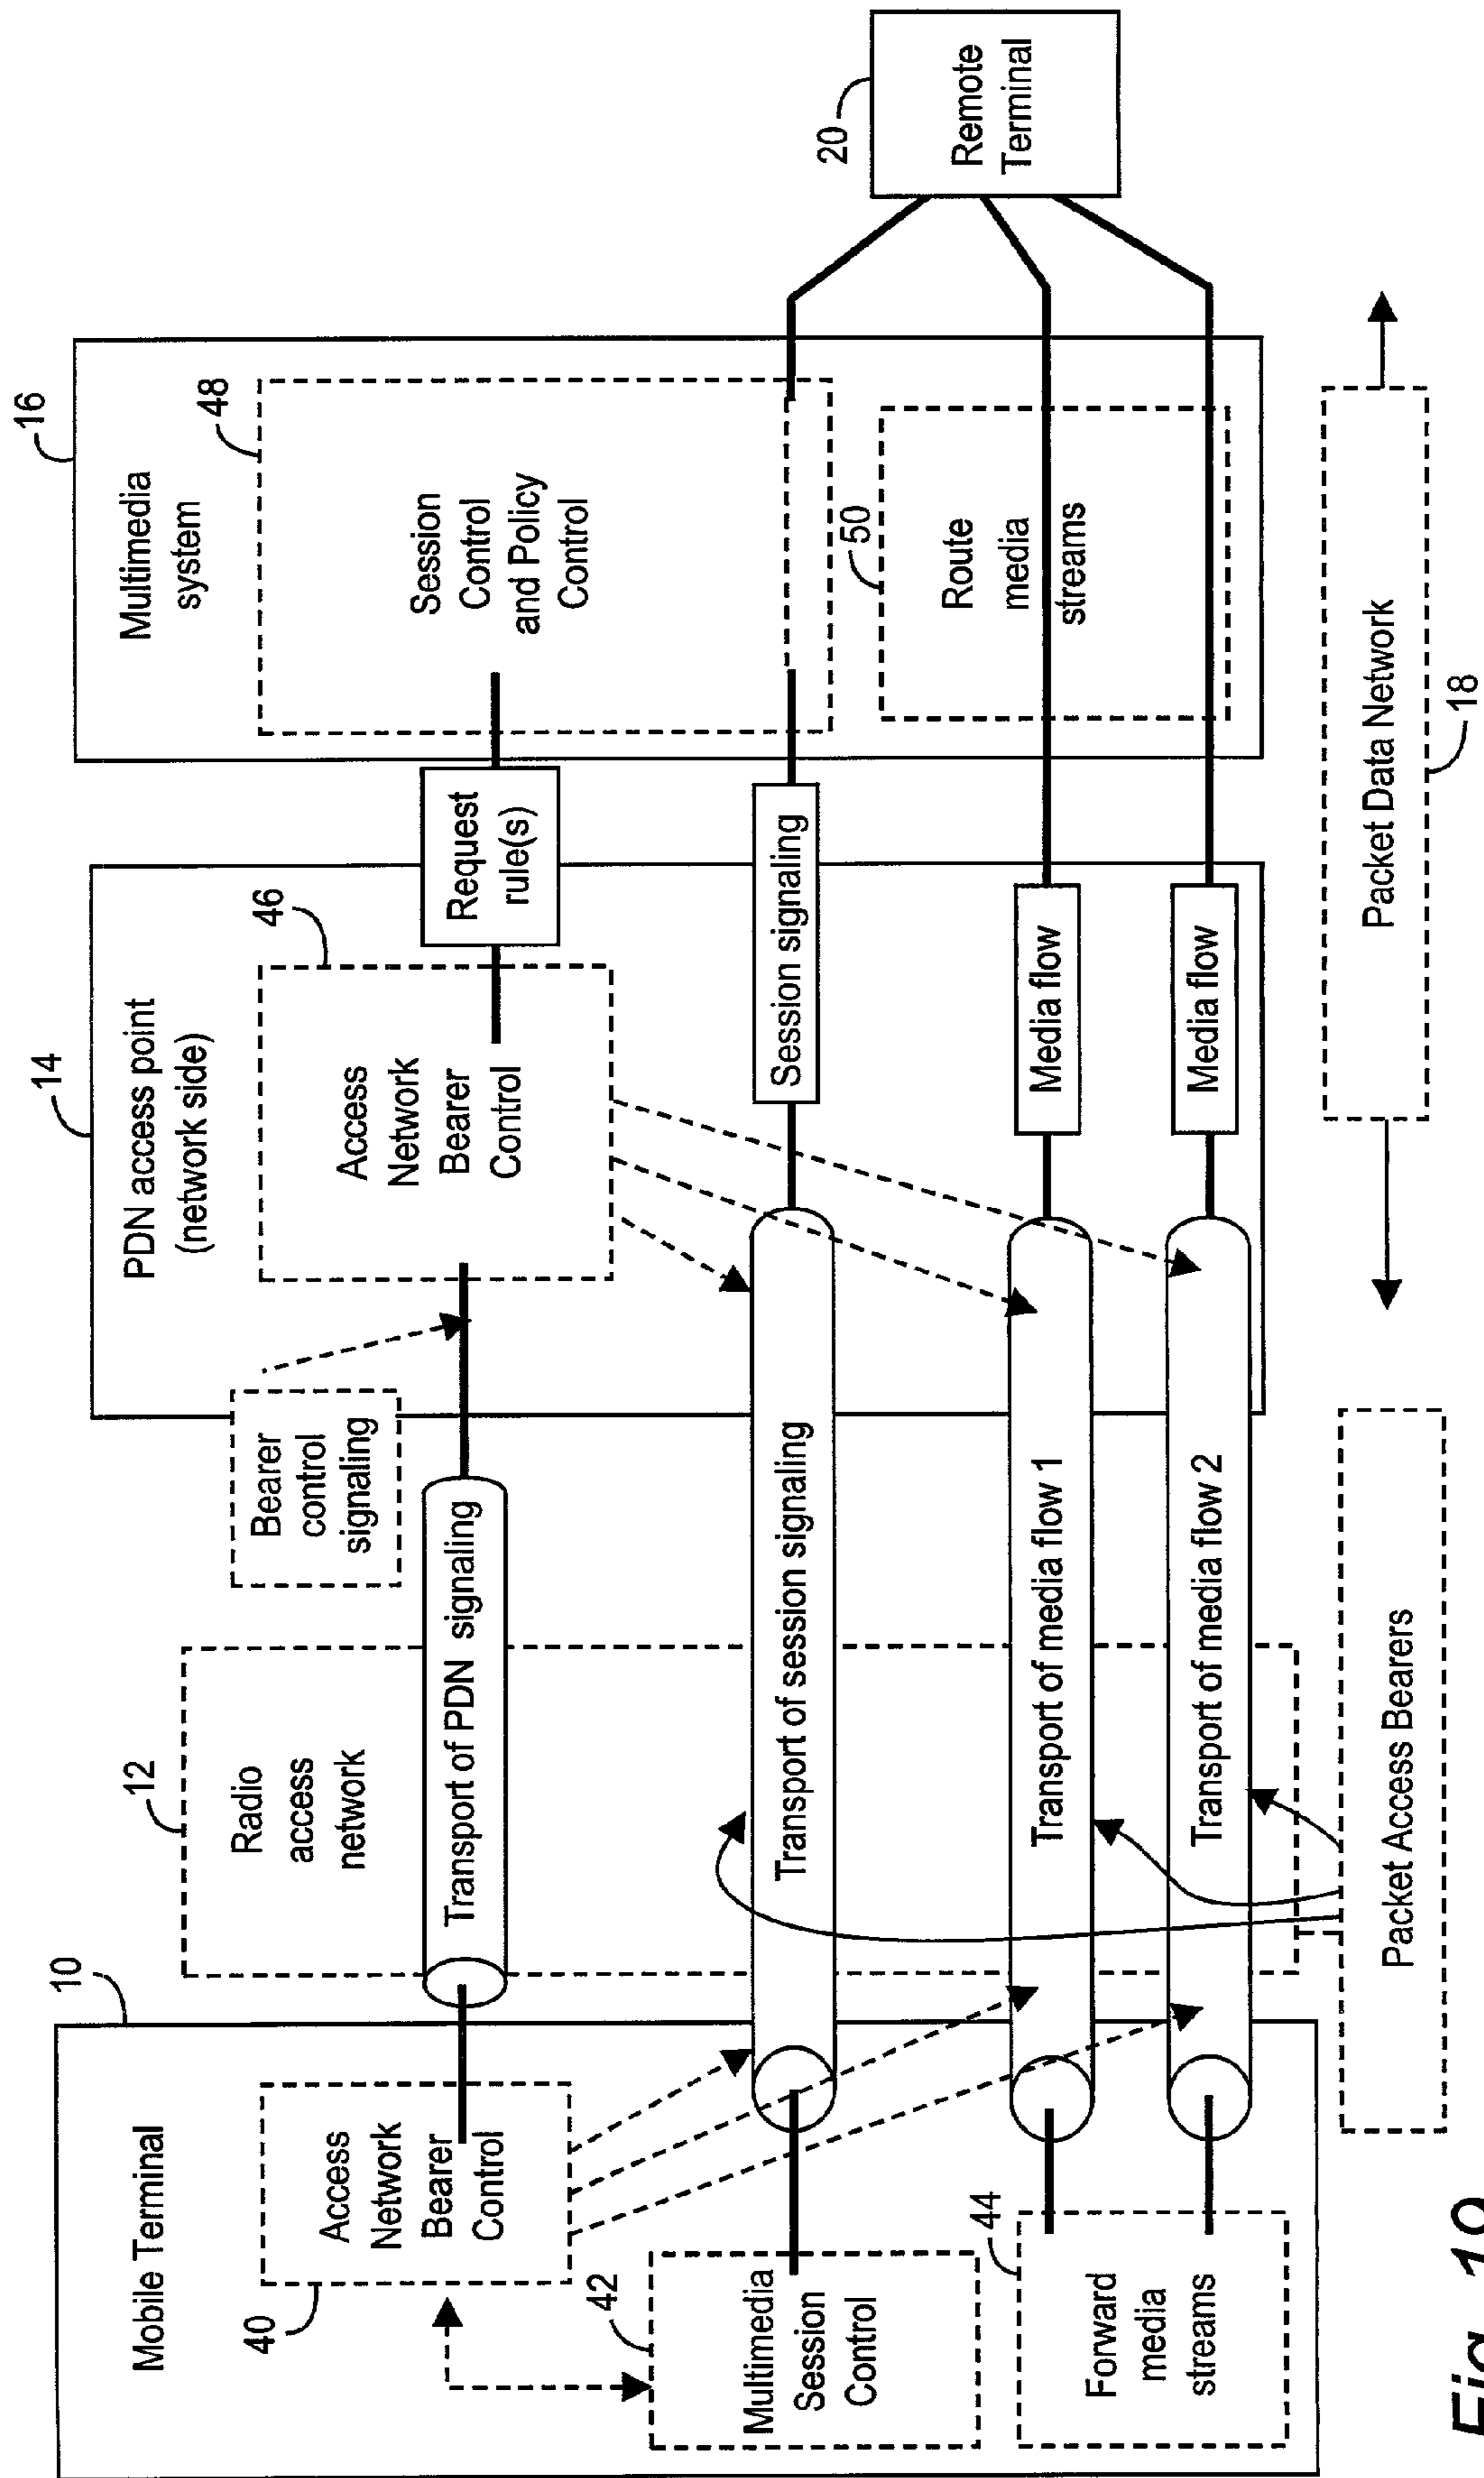 Mobile Terminal
10
Access
Network
Bearer
Control
40
42
Multimedia
Session
Control
44
Forward
media
streams
12
Radio
access
network
Transport of PDN signaling
Bearer
control
signaling
Transport of session signaling
Transport of media flow 1
Transport of media flow 2
Packet Access Bearers
14
PDN access point
(network side)
46
Access
Network
Bearer
Control
Request
rule(s)
Session signaling
Media flow
Media flow
16
Multimedia
system
48
Session
Control
and Policy
Control
50
Route
media
streams
Packet Data Network
18
20
Remote
Terminal
Fig.